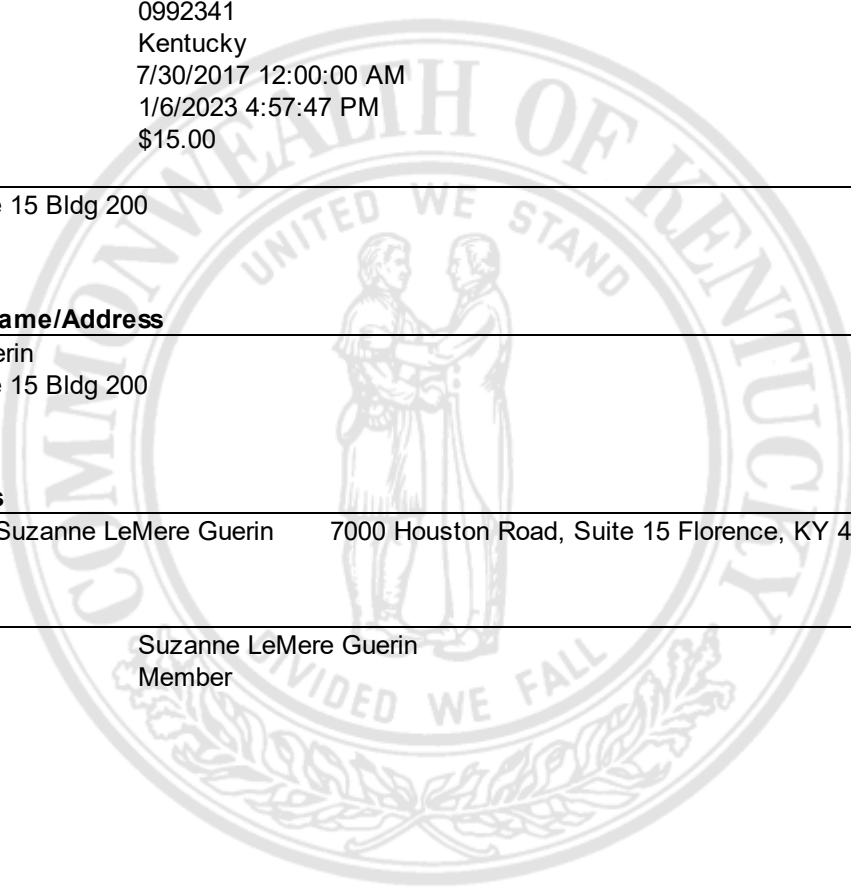 0992341
Kentucky
7/30/2017 12:00:00 AM
1/6/2023 4:57:47 PM
$15.00
15 Bldg 200
ame/Address
erin
15 Bldg 200
s
Suzanne LeMere Guerin 7000 Houston Road, Suite 15 Florence, KY 4
Suzanne LeMere Guerin
Member
COMMONWEALTH OF KENTUCKY
UNITED WE STAND
DIVIDED WE FALL